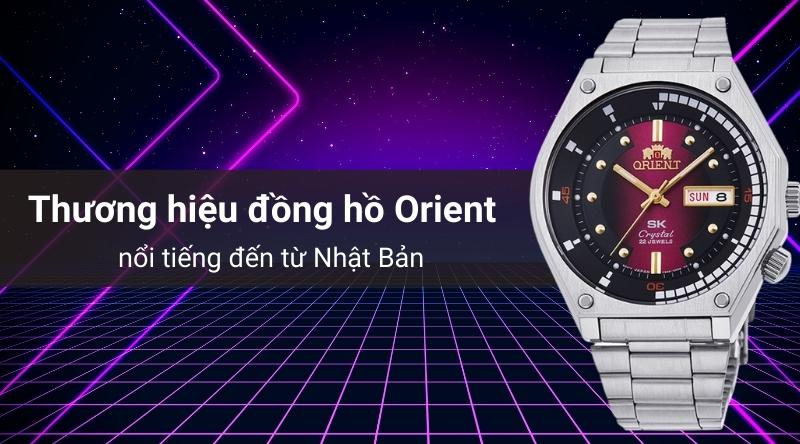 Thương hiệu đồng hồ Orient
nổi tiếng đến từ Nhật Bản
ORIENT
SUN 8
SK
Crystal
22 JEWELS
45
15
30